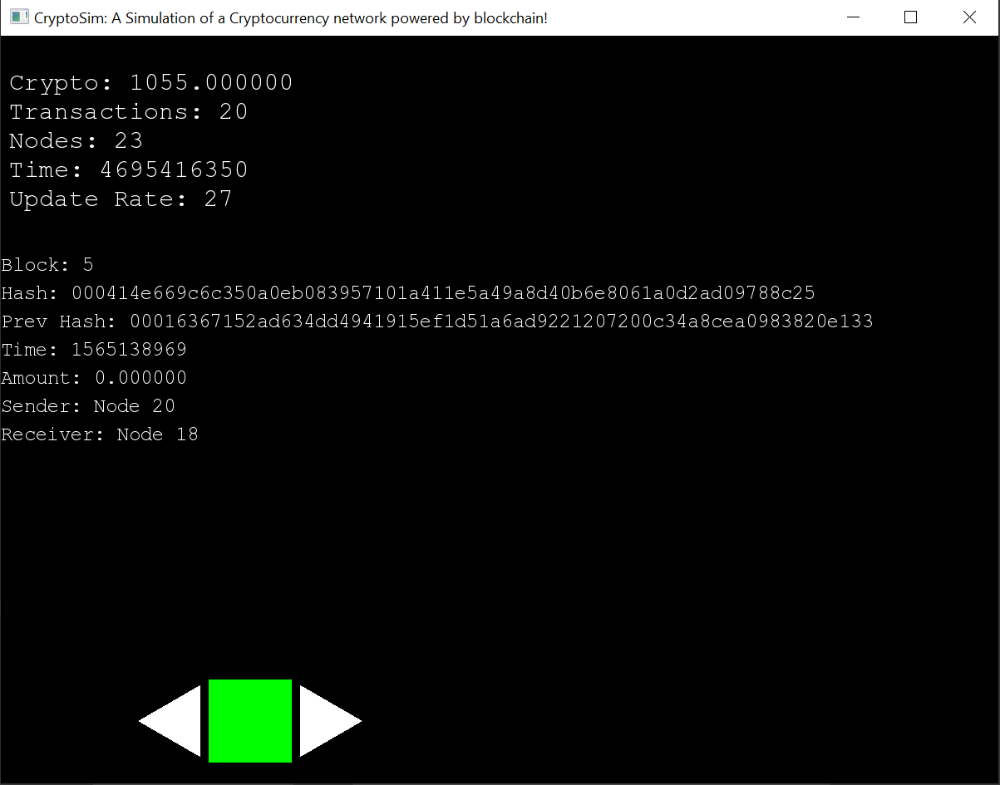 CryptoSim: A Simulation of a Cryptocurrency network powered by blockchain!
Crypto: 1055.000000
Transactions: 20
Nodes: 23
Time: 4695416350
Update Rate: 27
Block: 5
Hash: 000414e669c6c350a0eb083957101a411e5a49a8d40b6e8061a0d2ad09788c25
Prev Hash: 00016367152ad634dd4941915ef1d51a6ad9221207200c34a8cea0983820e133
Time: 1565138969
Amount: 0.000000
Sender: Node 20
Receiver: Node 18